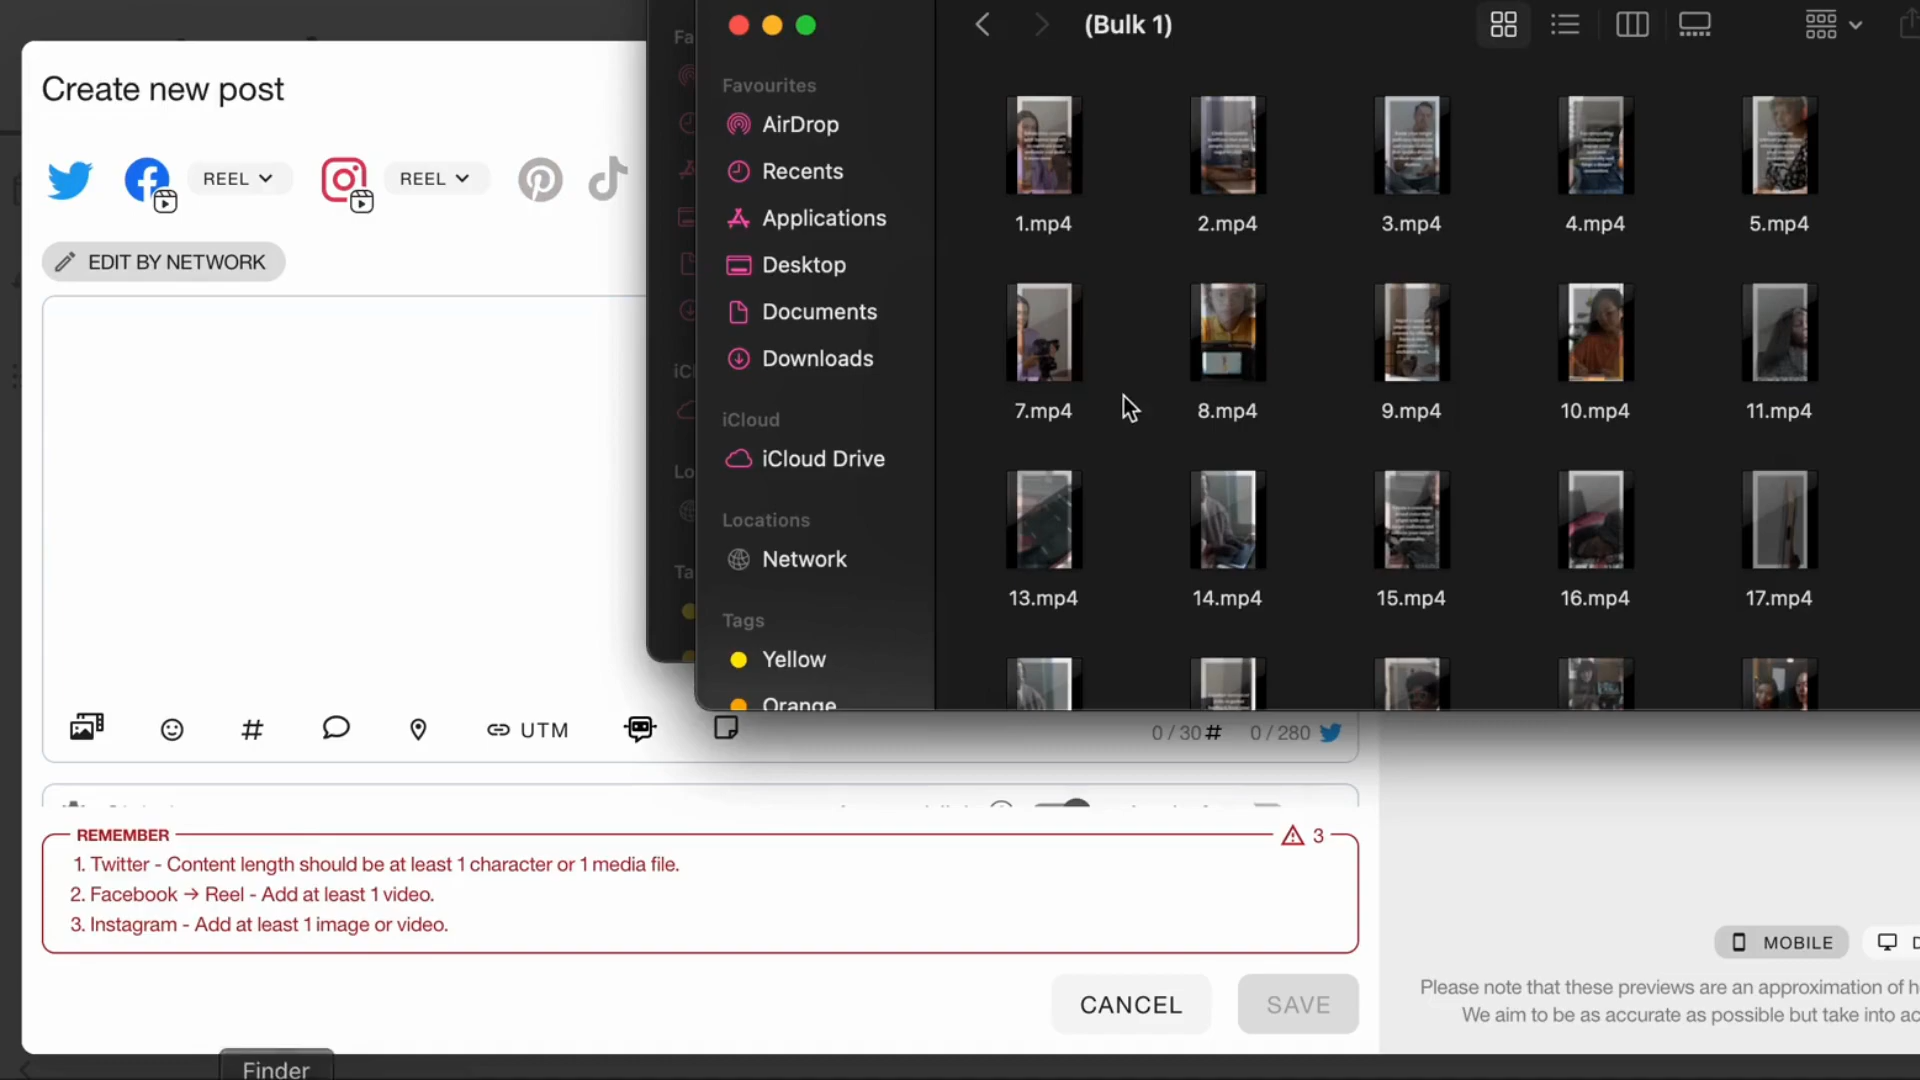 (Bulk 1)
Create new post
REEL
REEL
EDIT BY NETWORK
Fa
iCl
Lo
Ta
Favourites
AirDrop
Recents
Applications
Desktop
Documents
Downloads
iCloud
iCloud Drive
Locations
Network
Tags
Yellow
Orange
1.mp4
2.mp4
3.mp4
4.mp4
5.mp4
7.mp4
8.mp4
9.mp4
10.mp4
11.mp4
13.mp4
14.mp4
15.mp4
16.mp4
17.mp4
UTM
0 / 30 #
0 / 280
REMEMBER
3
1. Twitter - Content length should be at least 1 character or 1 media file.
2. Facebook → Reel - Add at least 1 video.
3. Instagram - Add at least 1 image or video.
CANCEL
SAVE
MOBILE
D
Please note that these previews are an approximation of h
We aim to be as accurate as possible but take into ac
Finder